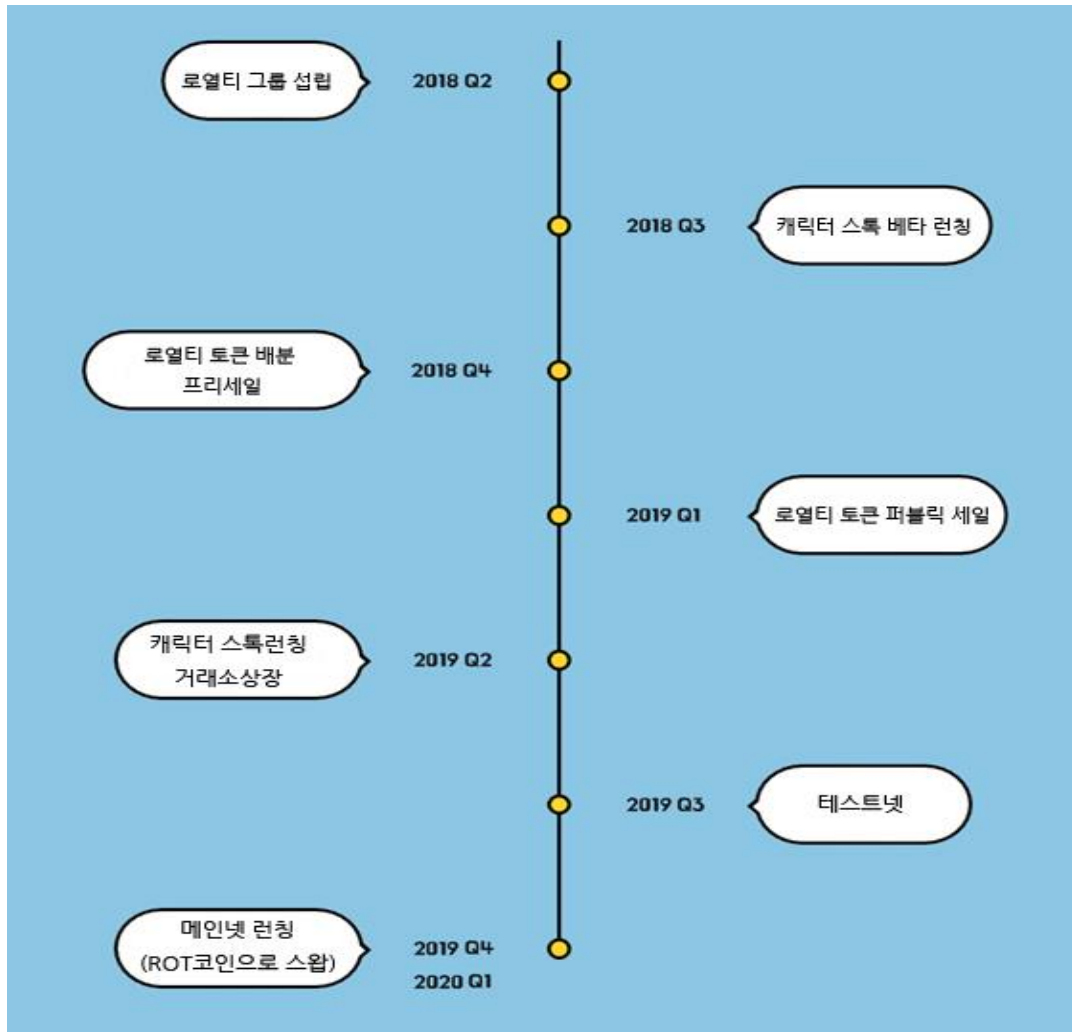 로열티 그룹 섭립
2018 Q2
2018 Q3
캐릭터 스톡 베타 런칭
로열티 토큰 배분
프리세일
2018 Q4
2019 Q1
로열티 토큰 퍼블릭 세일
캐릭터 스톡런칭
거래소상장
2019 Q2
2019 Q3
테스트넷
메인넷 런칭
(ROT코인으로 스왑)
2019 Q4
2020 Q1